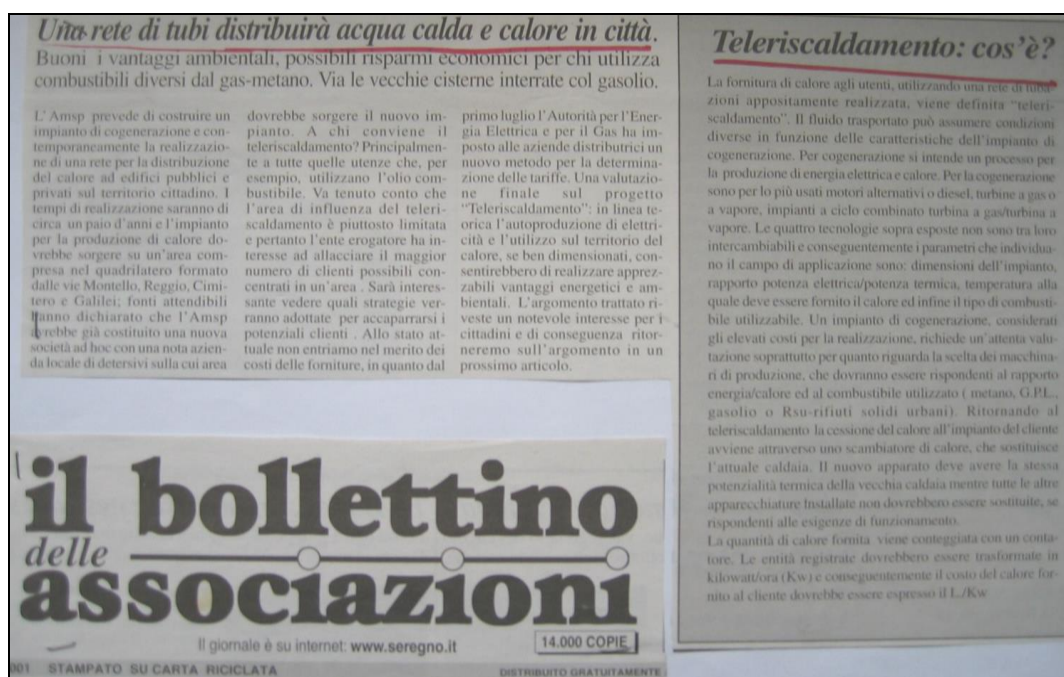 Una rete di tubi distribuirà acqua calda e calore in città.
Buoni i vantaggi ambientali, possibili risparmi economici per chi utilizza
combustibili diversi dal gas-metano. Via le vecchie cisterne interrate col gasolio.
L'Amsp prevede di costruire un
impianto di cogenerazione e con-
temporaneamente la realizzazio-
ne di una rete per la distribuzione
del calore ad edifici pubblici e
privati sul territorio cittadino. I
tempi di realizzazione saranno di
circa un paio d'anni e l'impianto
per la produzione di calore do-
vrebbe sorgere su un'area com-
presa nel quadrilatero formato
dalle vie Montello, Reggio, Cimi-
tero e Galilei; fonti attendibili
hanno dichiarato che l'Amsp
avrebbe già costituito una nuova
società ad hoc con una nota azien-
da locale di detersivi sulla cui area
dovrebbe sorgere il nuovo im-
pianto. A chi conviene il
teleriscaldamento? Principalmen-
te a tutte quelle utenze che, per
esempio, utilizzano l'olio com-
bustibile. Va tenuto conto che
l'area di influenza del teleri-
scaldamento è piuttosto limitata
e pertanto l'ente erogatore ha in-
teresse ad allacciare il maggior
numero di clienti possibili con-
centrati in un'area . Sarà interes-
sante vedere quali strategie ver-
ranno adottate per accaparrarsi i
potenziali clienti . Allo stato at-
tuale non entriamo nel merito dei
costi delle forniture, in quanto dal
primo luglio l'Autorità per l'Ener-
gia Elettrica e per il Gas ha im-
posto alle aziende distributrici un
nuovo metodo per la determina-
zione delle tariffe. Una valutazio-
ne finale sul progetto
"Teleriscaldamento": in linea te-
orica l'autoproduzione di elettri-
cità e l'utilizzo sul territorio del
calore, se ben dimensionati, con-
sentirebbero di realizzare apprez-
zabili vantaggi energetici e am-
bientali. L'argomento trattato ri-
veste un notevole interesse per i
cittadini e di conseguenza ritor-
neremo sull'argomento in un
prossimo articolo.
Teleriscaldamento: cos'è?
La fornitura di calore agli utenti, utilizzando una rete di tuba-
zioni appositamente realizzata, viene definita "teleri-
scaldamento". Il fluido trasportato può assumere condizioni
diverse in funzione delle caratteristiche dell'impianto di
cogenerazione. Per cogenerazione si intende un processo per
la produzione di energia elettrica e calore. Per la cogenerazione
sono per lo più usati motori alternativi o diesel, turbine a gas o
a vapore, impianti a ciclo combinato turbina a gas/turbina a
vapore. Le quattro tecnologie sopra esposte non sono tra loro
intercambiabili e conseguentemente i parametri che individua-
no il campo di applicazione sono: dimensioni dell'impianto,
rapporto potenza elettrica/potenza termica, temperatura alla
quale deve essere fornito il calore ed infine il tipo di combusti-
bile utilizzabile. Un impianto di cogenerazione, considerati
gli elevati costi per la realizzazione, richiede un'attenta valu-
tazione soprattutto per quanto riguarda la scelta dei macchina-
ri di produzione, che dovranno essere rispondenti al rapporto
energia/calore ed al combustibile utilizzato ( metano, G.P.L.,
gasolio o Rsu-rifiuti solidi urbani). Ritornando al
teleriscaldamento la cessione del calore all'impianto del cliente
avviene attraverso uno scambiatore di calore, che sostituisce
l'attuale caldaia. Il nuovo apparato deve avere la stessa
potenzialità termica della vecchia caldaia mentre tutte le altre
apparecchiature Installate non dovrebbero essere sostituite, se
rispondenti alle esigenze di funzionamento.
La quantità di calore fornita viene conteggiata con un conta-
tore. Le entità registrate dovrebbero essere trasformate in
kilowatt/ora (Kw) e conseguentemente il costo del calore for-
nito al cliente dovrebbe essere espresso il L./Kw
il bollettino
delle
associazioni
Il giornale è su internet: www.seregno.it
14.000 COPIE
001 STAMPATO SU CARTA RICICLATA
DISTRIBUITO GRATUITAMENTE